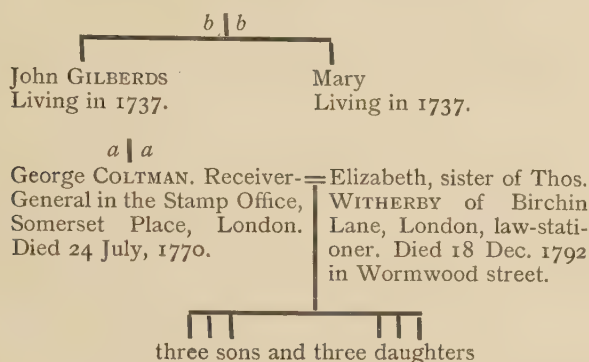 b b
John GILBERDS
Living in 1737.
Mary
Living in 1737.
a a
George COLTMAN. Receiver-
General in the Stamp Office,
Somerset Place, London.
Died 24 July, 1770.
= Elizabeth, sister of Thos.
WITHERBY of Birchin
Lane, London, law-stati-
oner. Died 18 Dec. 1792
in Wormwood street.
three sons and three daughters